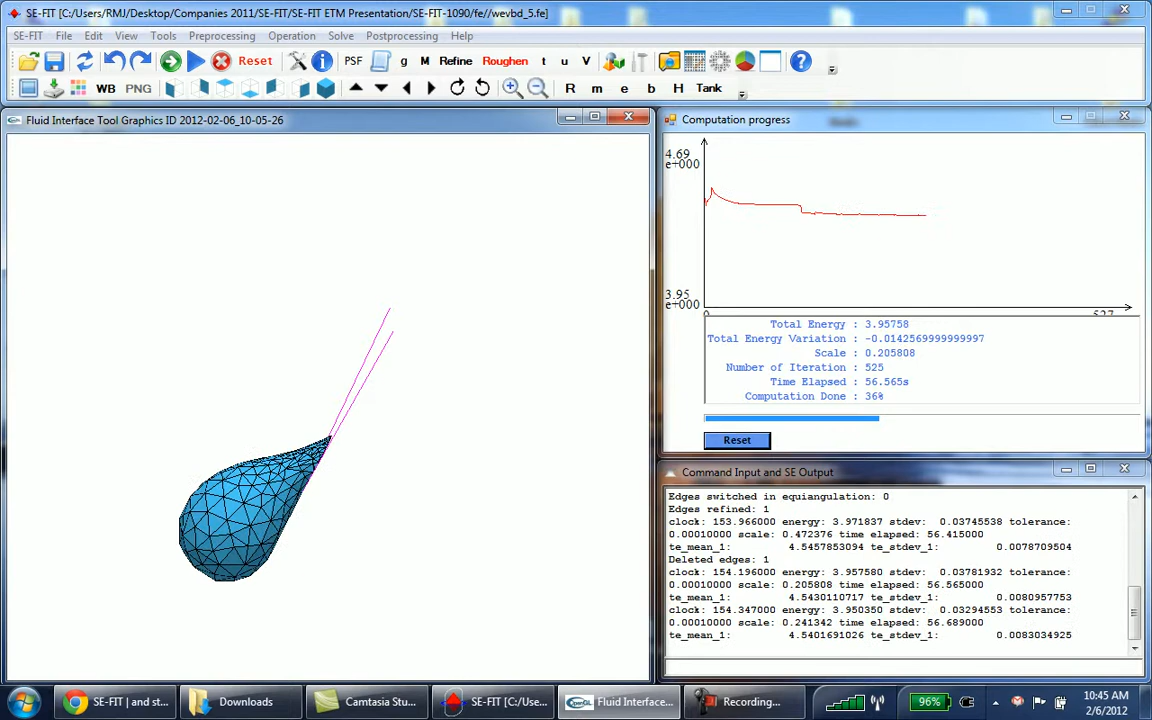 SE-FIT [C:/Users/RMJ/Desktop/Companies 2011/SE-FIT/SE-FIT ETM Presentation/SE-FIT-1090/fe//wevbd_5.fe]
SE-FIT File Edit View Tools Preprocessing Operation Solve Postprocessing Help
Reset PSF g M Refine Roughen t u V
WB PNG R m e b H Tank
Fluid Interface Tool Graphics ID 2012-02-06_10-05-26
Computation progress
4.69
e+000
3.95
e+000
0 527
Total Energy : 3.95758
Total Energy Variation : -0.0142569999999997
Scale : 0.205808
Number of Iteration : 525
Time Elapsed : 56.565s
Computation Done : 36%
Reset
Command Input and SE Output
Edges switched in equiangulation: 0
Edges refined: 1
clock: 153.966000 energy: 3.971837 stdev: 0.03745538 tolerance:
0.00010000 scale: 0.472376 time elapsed: 56.415000
te_mean_1: 4.5457853094 te_stdev_1: 0.0078709504
Deleted edges: 1
clock: 154.196000 energy: 3.957580 stdev: 0.03781932 tolerance:
0.00010000 scale: 0.205808 time elapsed: 56.565000
te_mean_1: 4.5430110717 te_stdev_1: 0.0080957753
clock: 154.347000 energy: 3.950350 stdev: 0.03294553 tolerance:
0.00010000 scale: 0.241342 time elapsed: 56.689000
te_mean_1: 4.5401691026 te_stdev_1: 0.0083034925
SE-FIT | and st... Downloads Camtasia Stu... SE-FIT [C:/Use... Fluid Interface... Recording... 96% 10:45 AM
2/6/2012